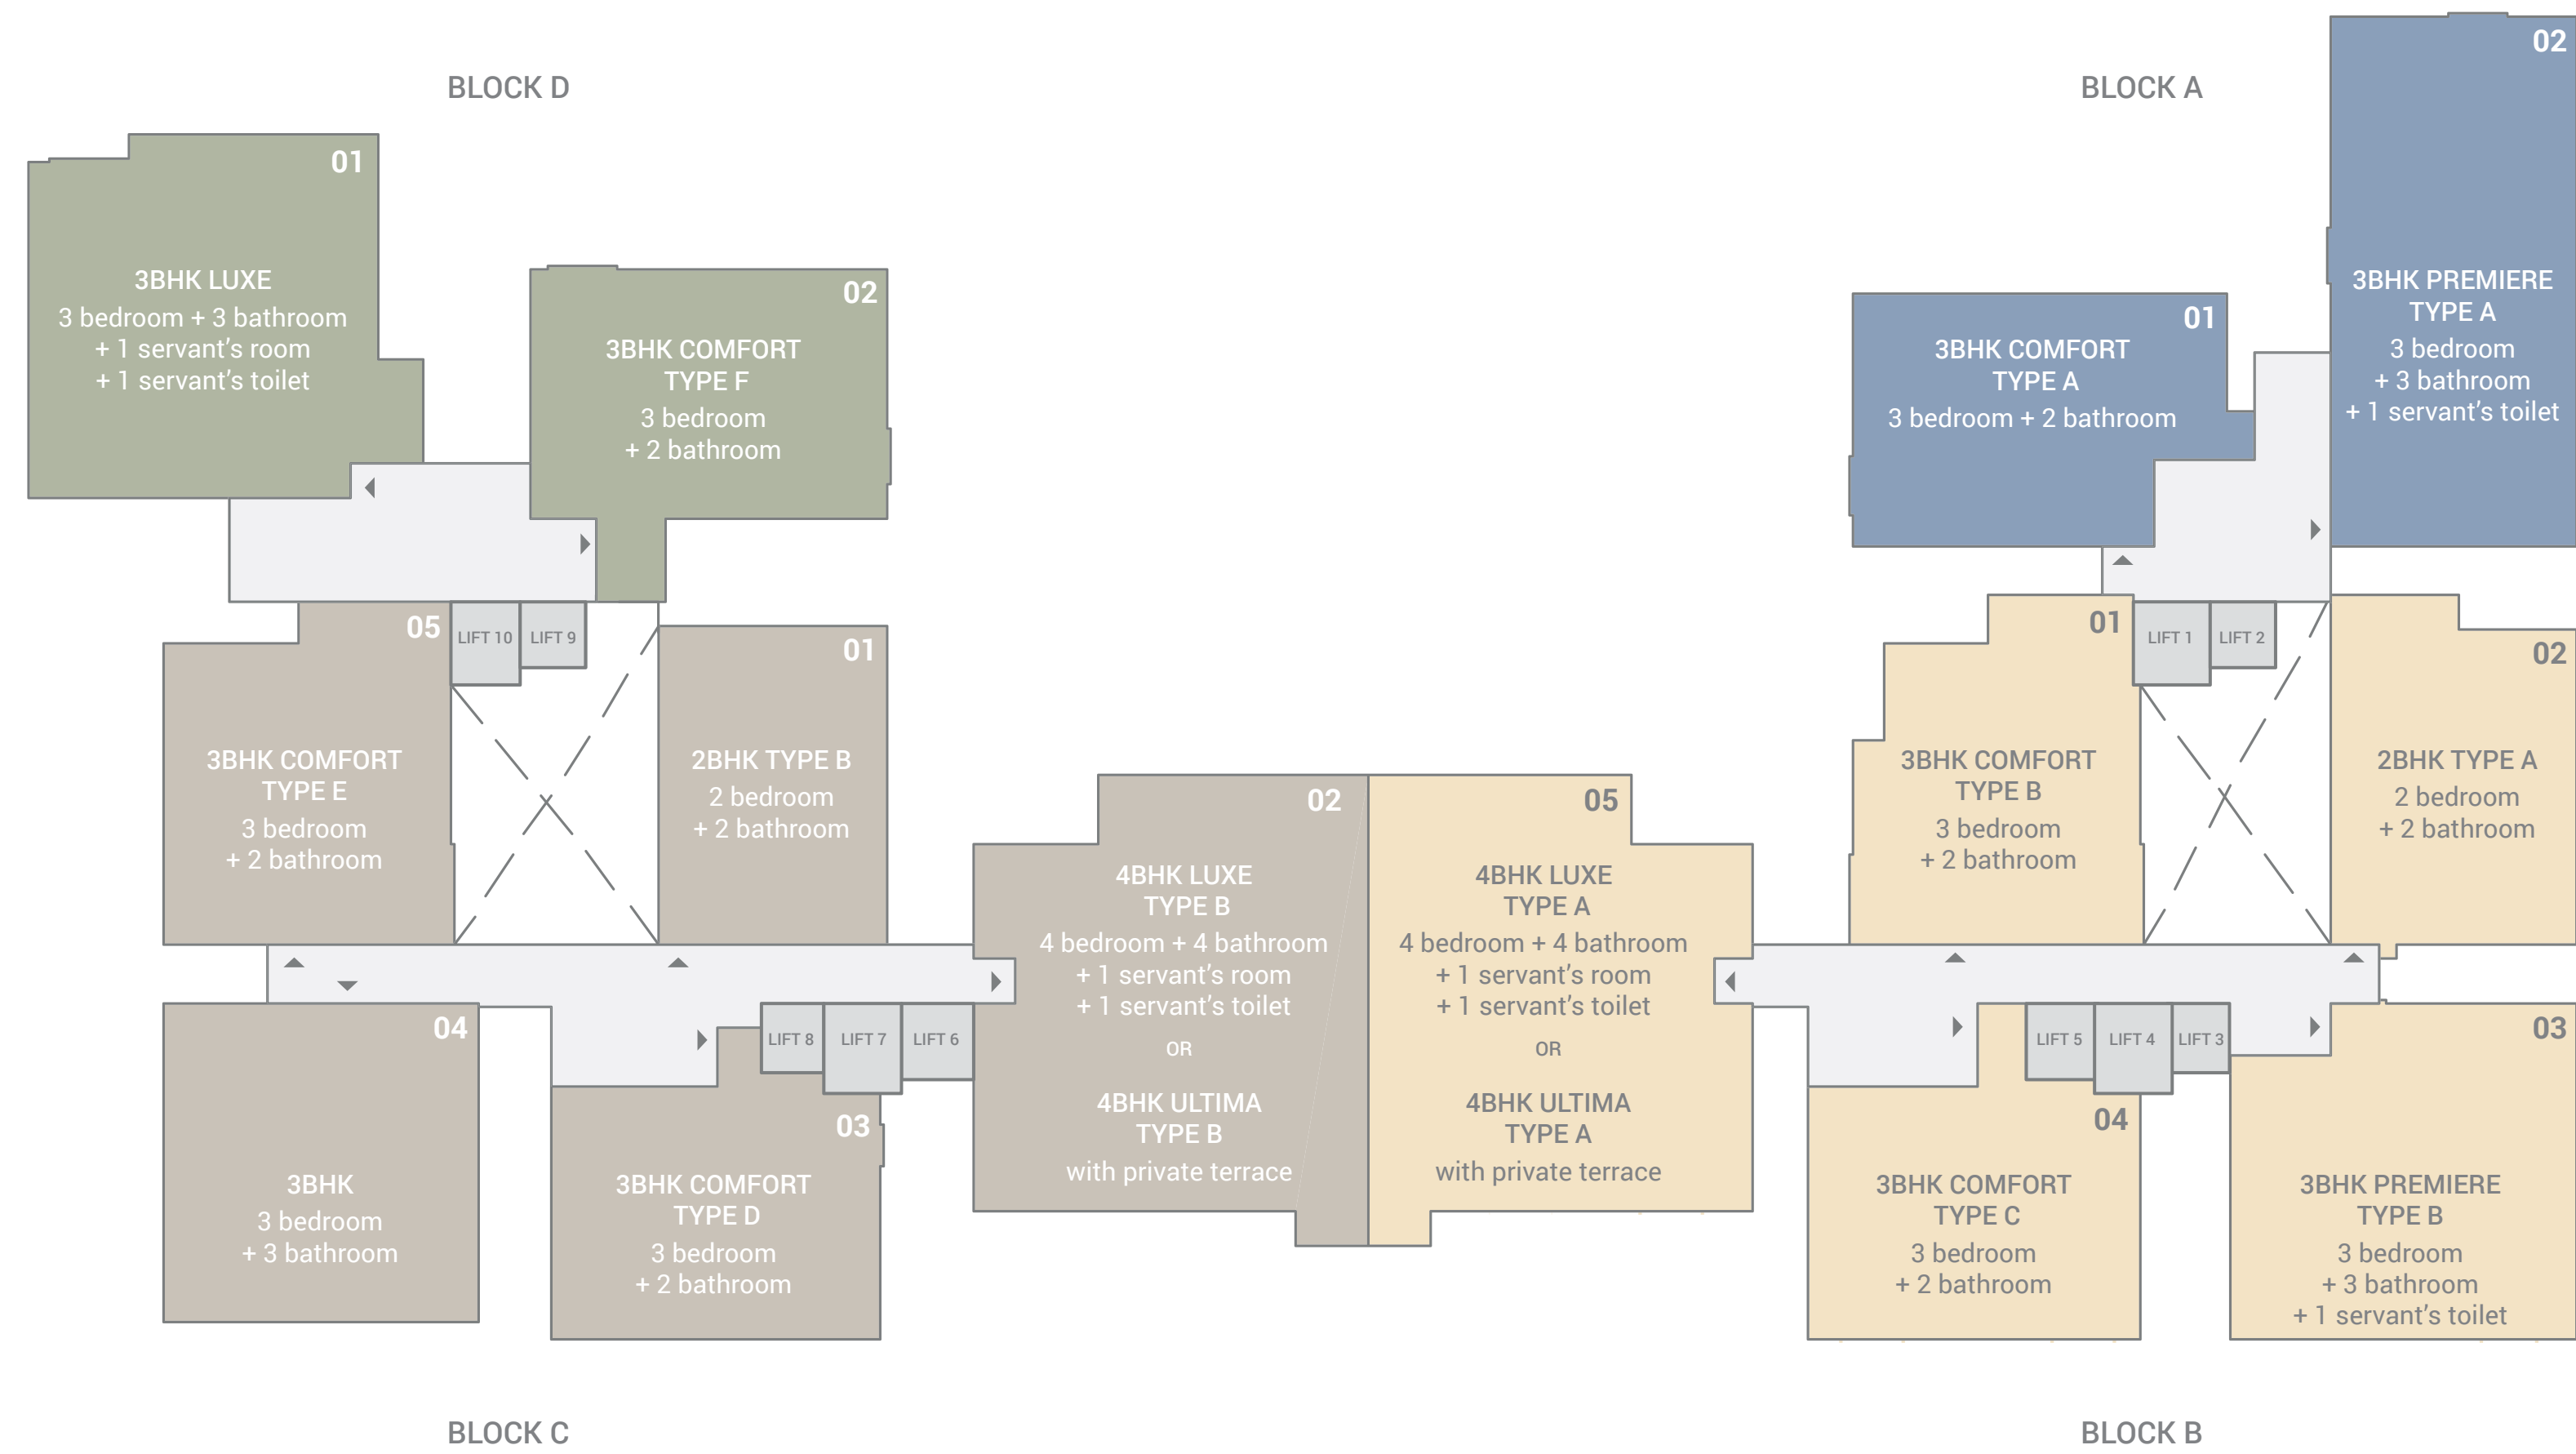 BLOCK D
BLOCK A
01
3BHK LUXE
3 bedroom + 3 bathroom
+ 1 servant's room
+ 1 servant's toilet
02
3BHK COMFORT
TYPE F
3 bedroom
+ 2 bathroom
01
3BHK COMFORT
TYPE A
3 bedroom + 2 bathroom
02
3BHK PREMIERE
TYPE A
3 bedroom
+ 3 bathroom
+ 1 servant's toilet
05
3BHK COMFORT
TYPE E
3 bedroom
+ 2 bathroom
LIFT 10
LIFT 9
01
2BHK TYPE B
2 bedroom
+ 2 bathroom
02
4BHK LUXE
TYPE B
4 bedroom + 4 bathroom
+ 1 servant's room
+ 1 servant's toilet
OR
4BHK ULTIMA
TYPE B
with private terrace
05
4BHK LUXE
TYPE A
4 bedroom + 4 bathroom
+ 1 servant's room
+ 1 servant's toilet
OR
4BHK ULTIMA
TYPE A
with private terrace
01
3BHK COMFORT
TYPE B
3 bedroom
+ 2 bathroom
LIFT 1
LIFT 2
02
2BHK TYPE A
2 bedroom
+ 2 bathroom
04
3BHK
3 bedroom
+ 3 bathroom
LIFT 8
LIFT 7
LIFT 6
03
3BHK COMFORT
TYPE D
3 bedroom
+ 2 bathroom
LIFT 5
LIFT 4
LIFT 3
04
3BHK COMFORT
TYPE C
3 bedroom
+ 2 bathroom
03
3BHK PREMIERE
TYPE B
3 bedroom
+ 3 bathroom
+ 1 servant's toilet
BLOCK C
BLOCK B